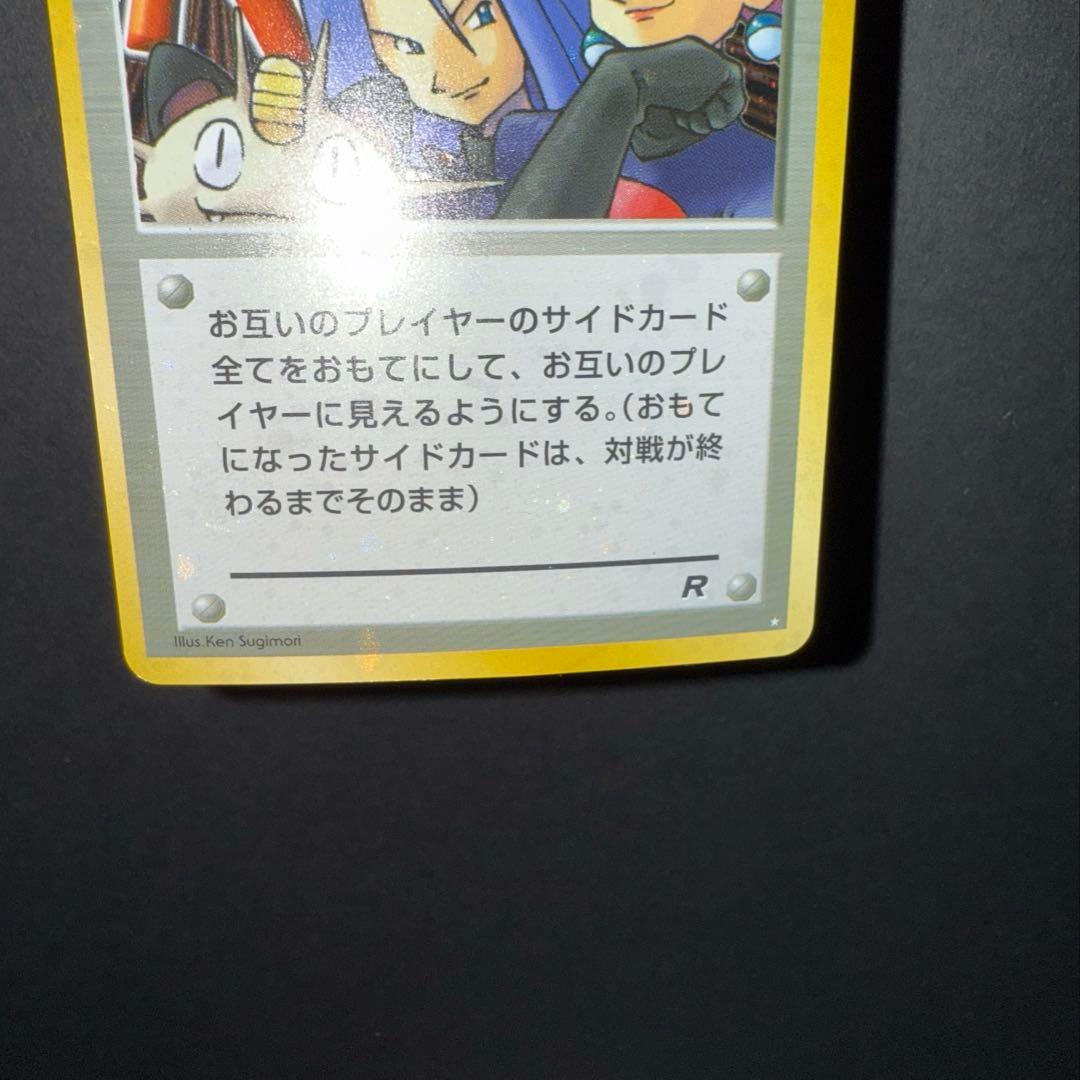 お互いのプレイヤーのサイドカード
全てをおもてにして、お互いのプレ
イヤーに見えるようにする。（おもて
になったサイドカードは、対戦が終
わるまでそのまま）
R
Illus.Ken Sugimori
★